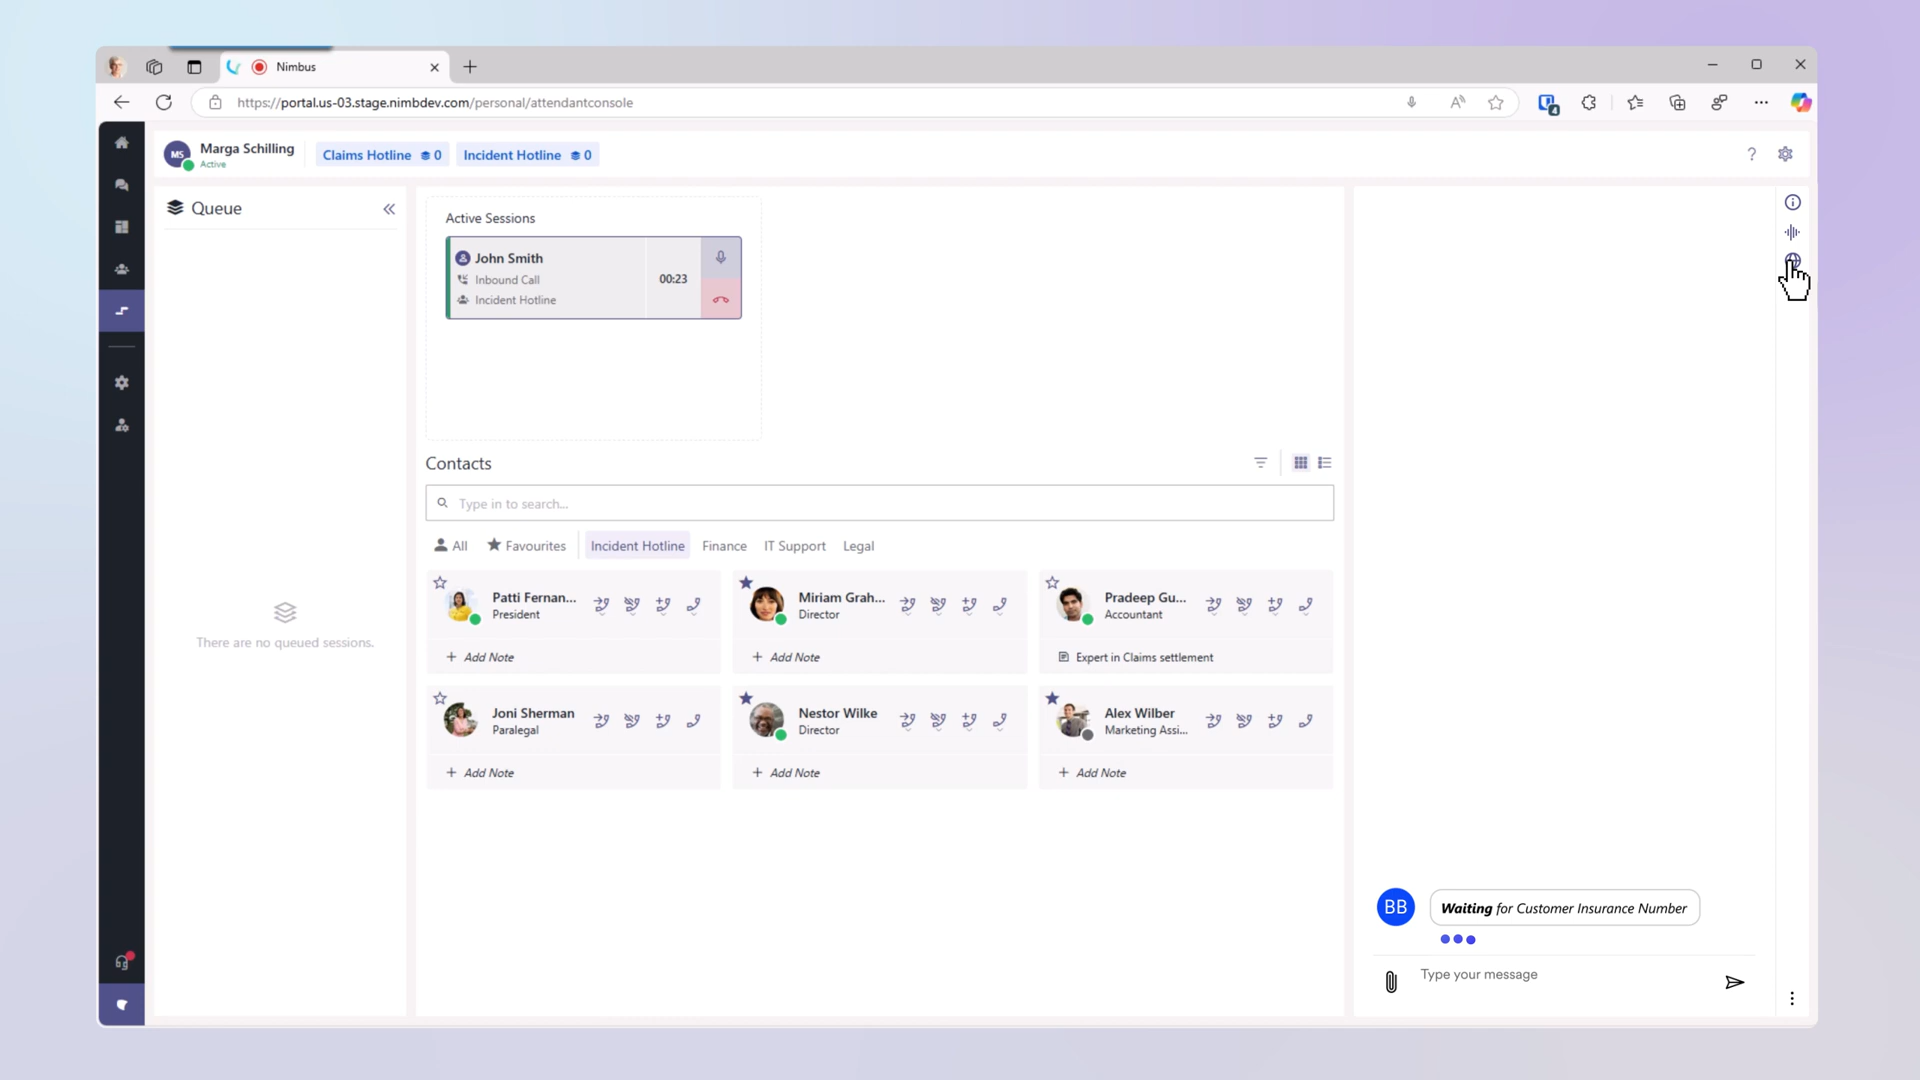 Nimbus
https://portal.us-03.stage.nimbdev.com/personal/attendantconsole
4
MS
Marga Schilling
Active
Claims Hotline 0
Incident Hotline 0
?
Queue
There are no queued sessions.
Active Sessions
John Smith
Inbound Call
Incident Hotline
00:23
Contacts
Type in to search...
All
Favourites
Incident Hotline
Finance
IT Support
Legal
Patti Fernan...
President
Add Note
Miriam Grah...
Director
Add Note
Pradeep Gu...
Accountant
Expert in Claims settlement
Joni Sherman
Paralegal
Add Note
Nestor Wilke
Director
Add Note
Alex Wilber
Marketing Assi...
Add Note
BB
Waiting for Customer Insurance Number
Type your message